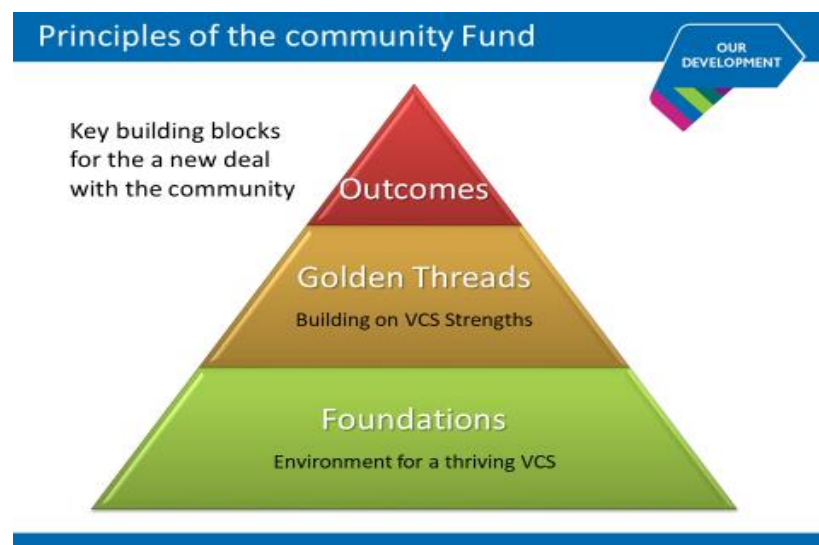 Principles of the community Fund
OUR
DEVELOPMENT
Key building blocks
for the a new deal
with the community
Outcomes
Golden Threads
Building on VCS Strengths
Foundations
Environment for a thriving VCS